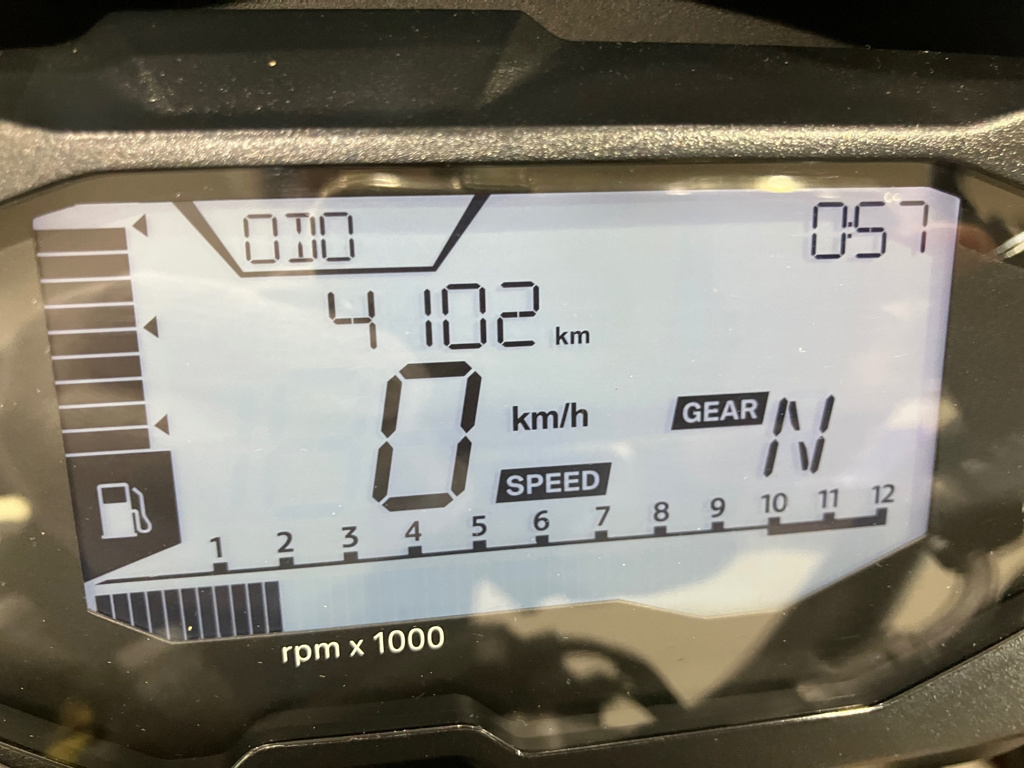 ODO 0:57
4102 km
0 km/h GEAR N
SPEED
1 2 3 4 5 6 7 8 9 10 11 12
rpm x 1000